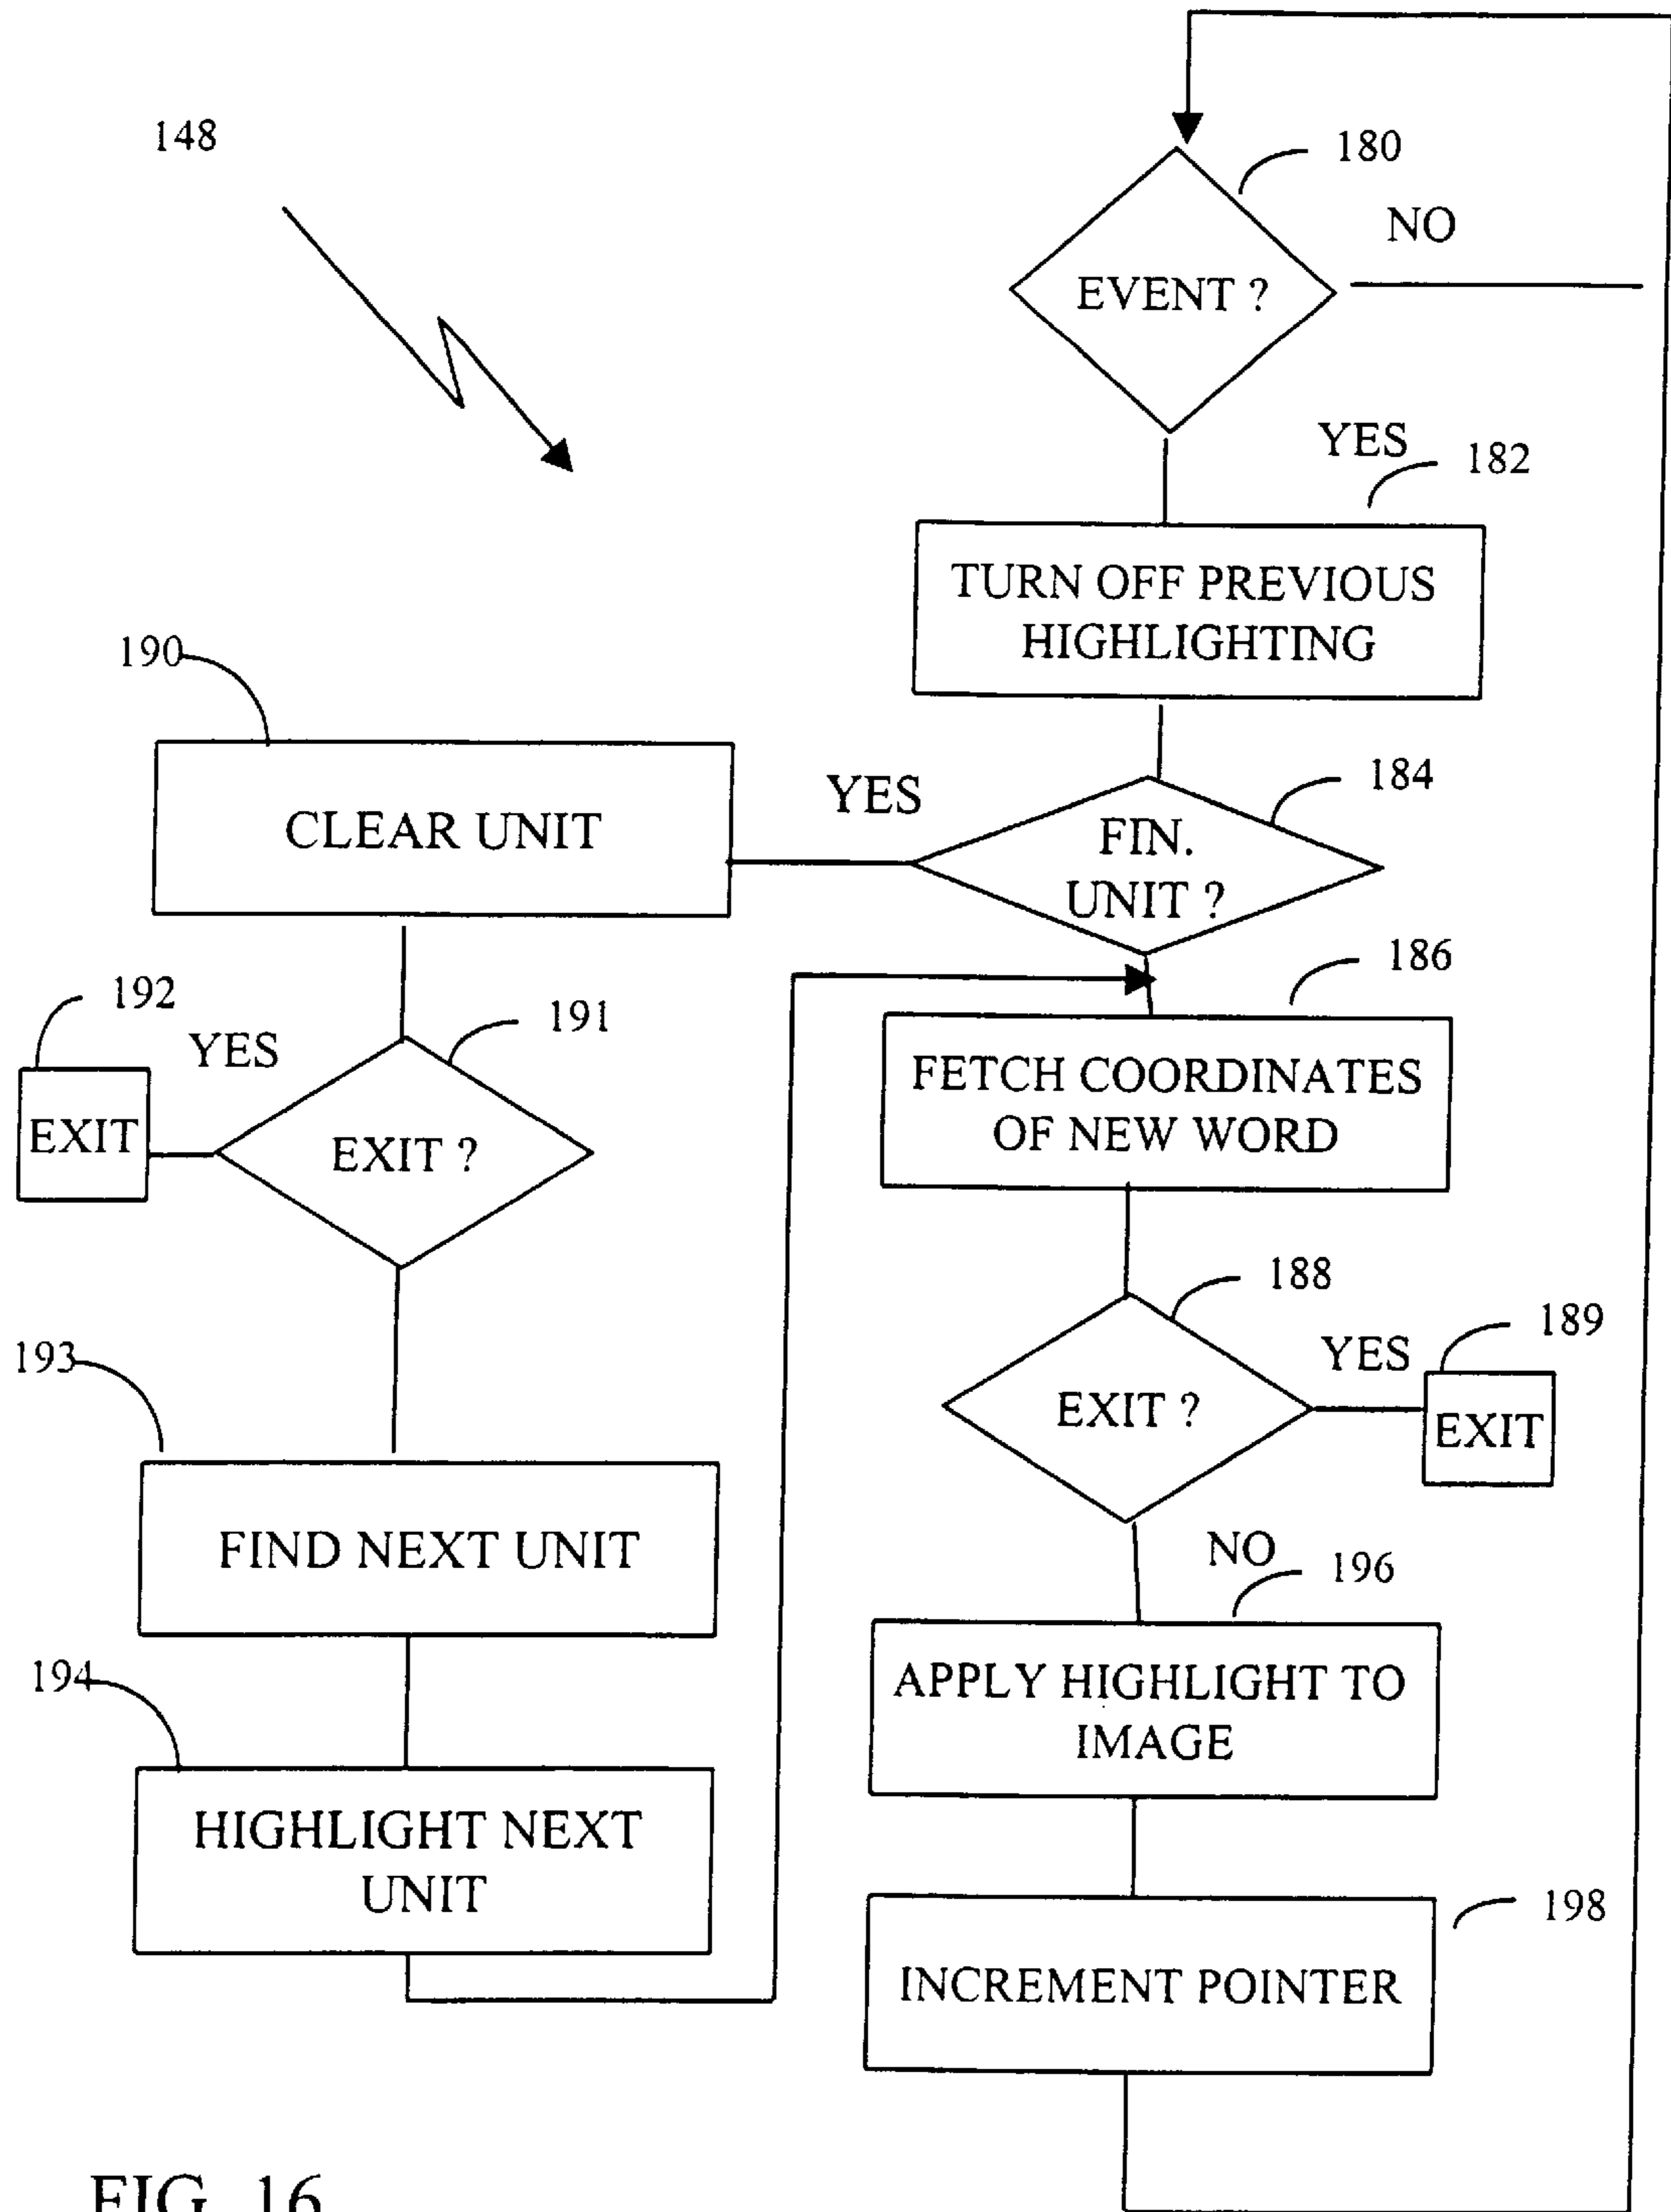 148
180
NO
EVENT ?
YES
182
TURN OFF PREVIOUS
HIGHLIGHTING
190
CLEAR UNIT
YES
184
FIN.
UNIT ?
186
FETCH COORDINATES
OF NEW WORD
192
YES
191
EXIT
EXIT ?
188
YES
189
EXIT ?
EXIT
193
FIND NEXT UNIT
NO
196
APPLY HIGHLIGHT TO
IMAGE
194
HIGHLIGHT NEXT
UNIT
198
INCREMENT POINTER
FIG. 16